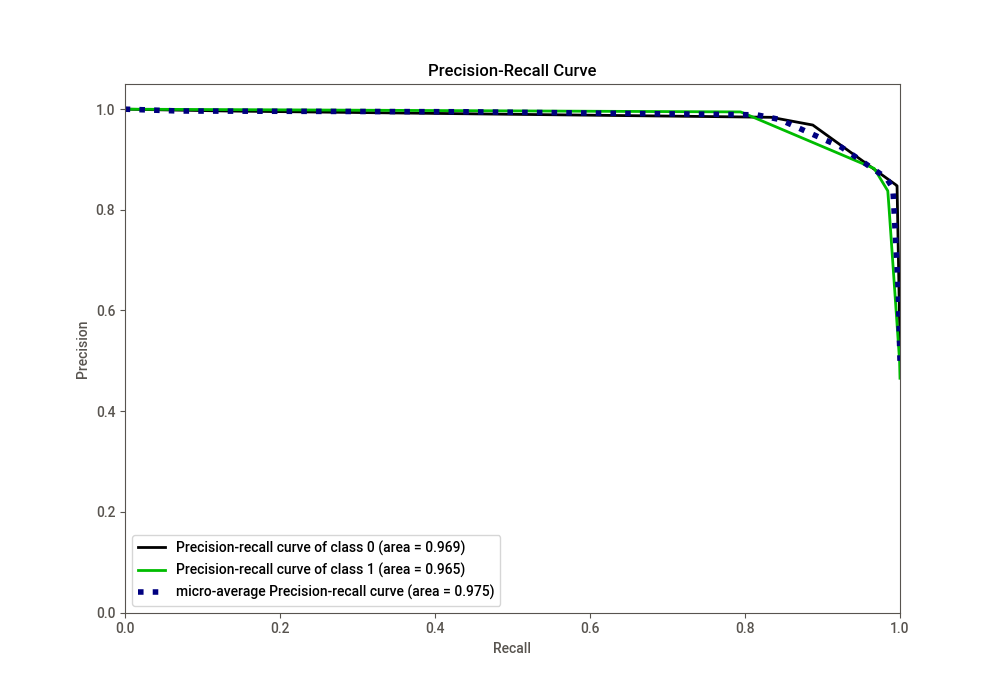 Precision-Recall Curve
1.0
0.8
0.6
0.4
0.2
0.0
Precision
Precision-recall curve of class 0 (area = 0.969)
Precision-recall curve of class 1 (area = 0.965)
micro-average Precision-recall curve (area = 0.975)
0.0 0.2 0.4 0.6 0.8 1.0
Recall